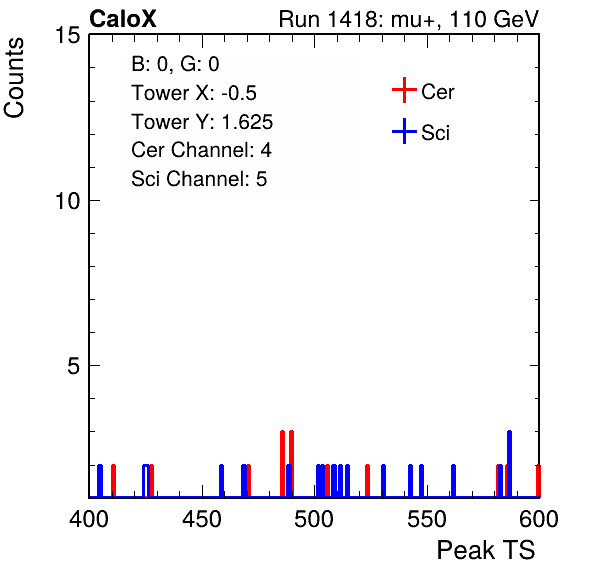 CaloX Run 1418: mu+, 110 GeV
Counts
15
10
5
B: 0, G: 0
Tower X: -0.5
Tower Y: 1.625
Cer Channel: 4
Sci Channel: 5
Cer
Sci
400 450 500 550 600
Peak TS